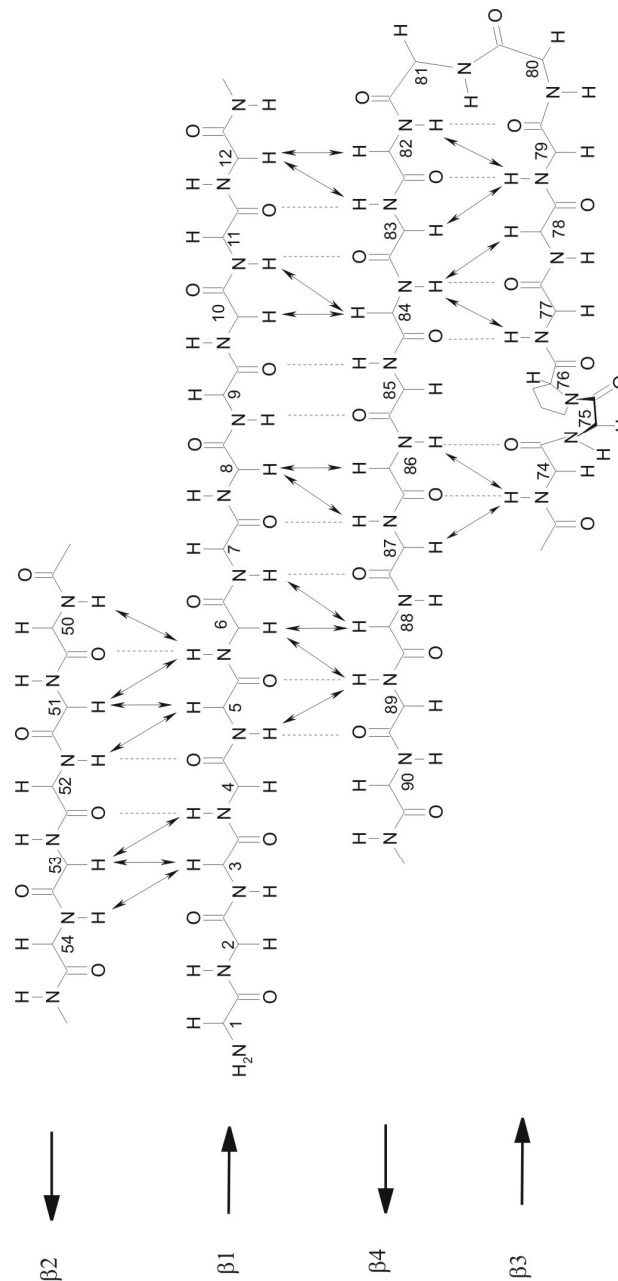 β2
H H O H H O H H O
N N N N N N
54 53 52 51 50
O H H O H H O H
β1
H H O H H O H H O H H O H H O H H O
H2N N N N N N N N N N N N N
1 2 3 4 5 6 7 8 9 10 11 12
O H H O H H O H H O H H O H H O H H
β4
90 89 88 87 86 85 84 83 82 81
β3
74 75 76 77 78 79 80